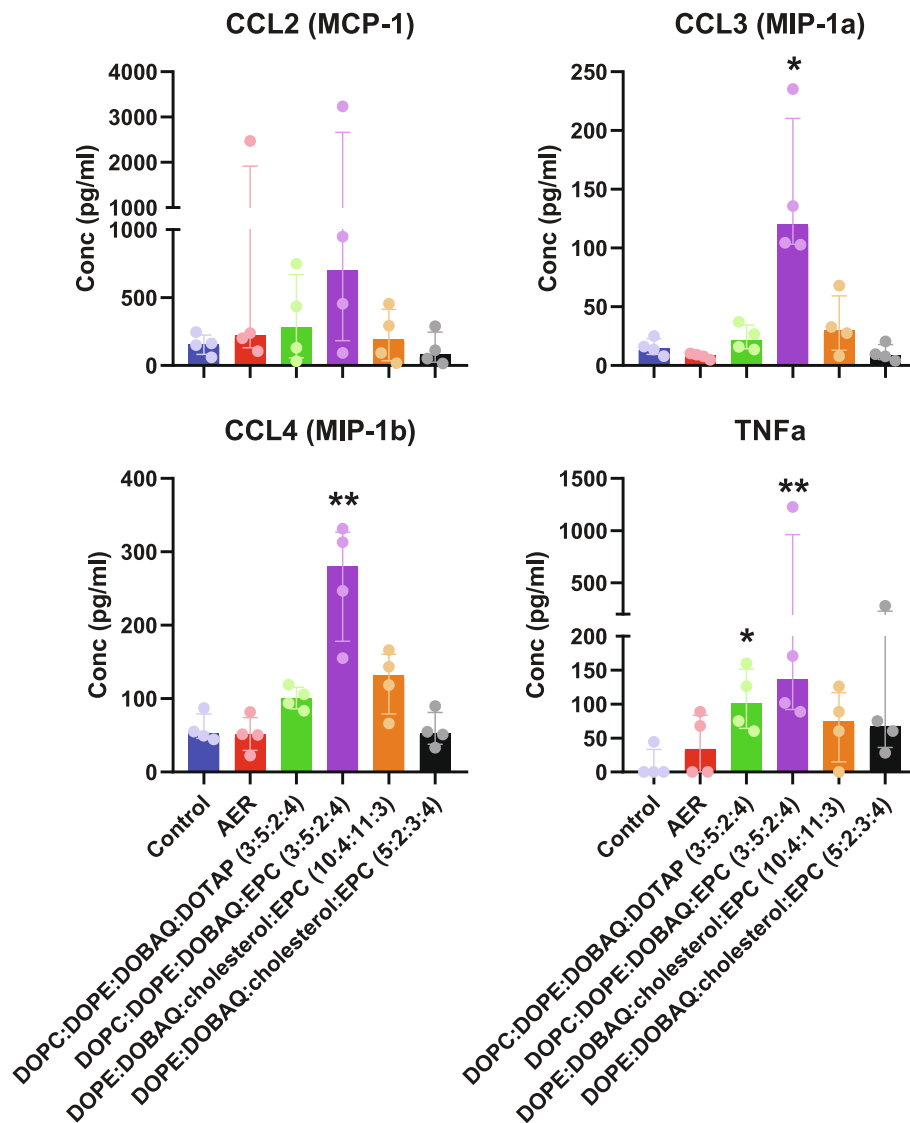 CCL2 (MCP-1)
Conc (pg/ml)
4000
3000
2000
1000
1000
500
0
CCL3 (MIP-1a)
Conc (pg/ml)
250
200
150
100
50
0
*
CCL4 (MIP-1b)
Conc (pg/ml)
400
300
200
100
0
**
Control
AER
DOPC:DOPE:DOBAQ:DOTAP (3:5:2:4)
DOPC:DOPE:DOBAQ:EPC (3:5:2:4)
DOPE:DOBAQ:cholesterol:EPC (10:4:11:3)
DOPE:DOBAQ:cholesterol:EPC (5:2:3:4)
TNFa
Conc (pg/ml)
1500
1000
500
200
150
100
50
0
*
**
Control
AER
DOPC:DOPE:DOBAQ:DOTAP (3:5:2:4)
DOPC:DOPE:DOBAQ:EPC (3:5:2:4)
DOPE:DOBAQ:cholesterol:EPC (10:4:11:3)
DOPE:DOBAQ:cholesterol:EPC (5:2:3:4)